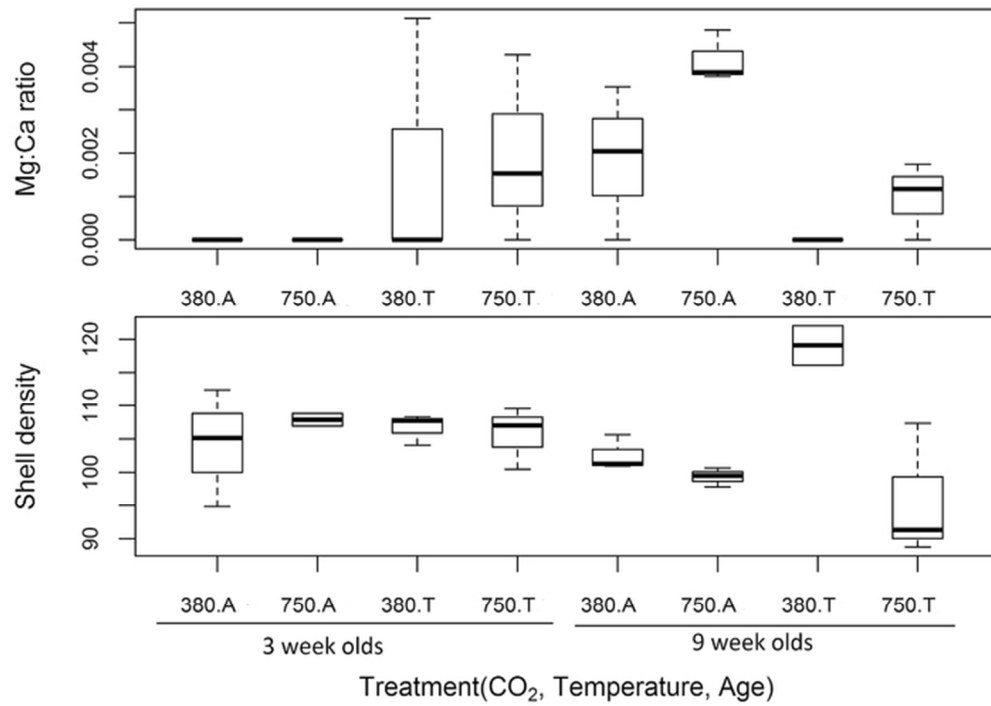 Mg:Ca ratio
0.004
0.002
0.000
380.A 750.A 380.T 750.T 380.A 750.A 380.T 750.T
Shell density
120
110
100
90
380.A 750.A 380.T 750.T 380.A 750.A 380.T 750.T
3 week olds 9 week olds
Treatment(CO₂, Temperature, Age)